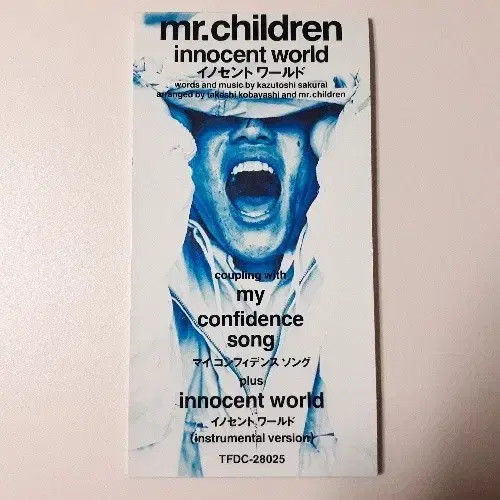 mr.children
innocent world
イノセント ワールド
words and music by kazutoshi sakurai
arranged by takeshi kobayashi and mr.children
coupling with
my
confidence
song
マイ コンフィデンス ソング
plus
innocent world
イノセント ワールド
(instrumental version)
TFDC-28025